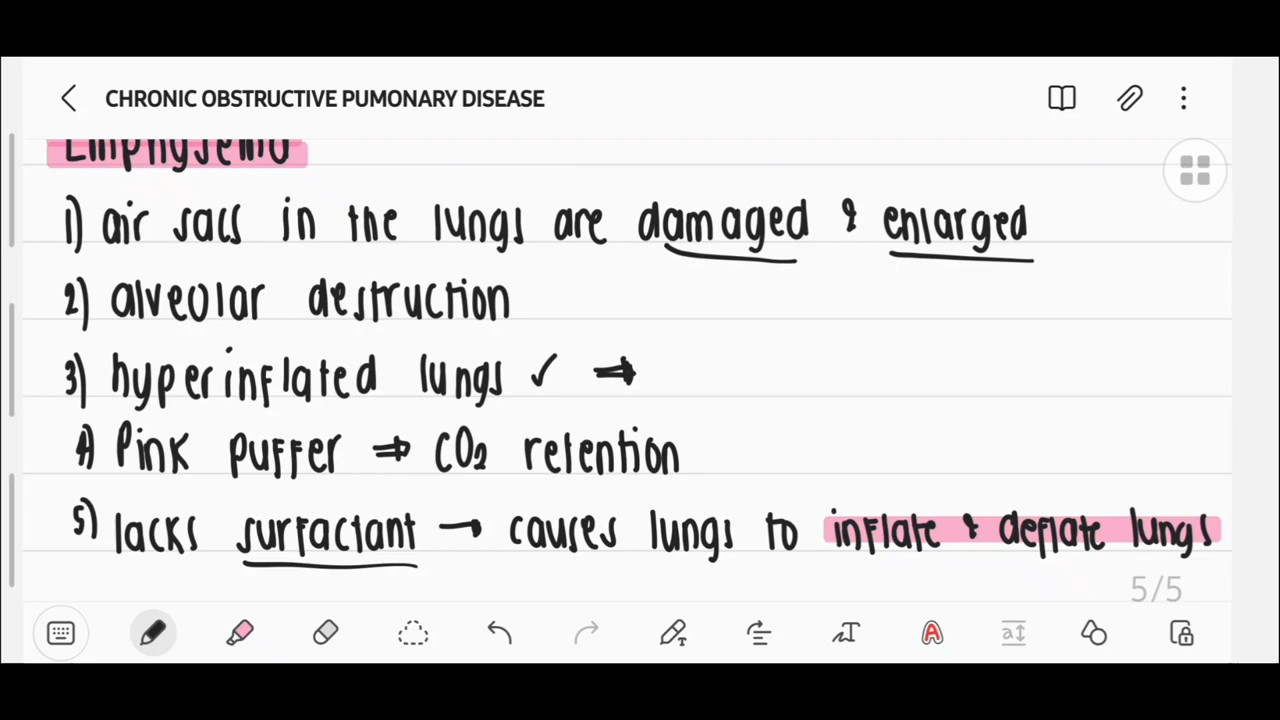 CHRONIC OBSTRUCTIVE PUMONARY DISEASE
Emphysema
1) air sacs in the lungs are damaged & enlarged
2) alveolar destruction
3) hyperinflated lungs ✓ ⇒
4) Pink puffer ⇒ CO₂ retention
5) lacks surfactant → causes lungs to inflate & deflate lungs
5/5